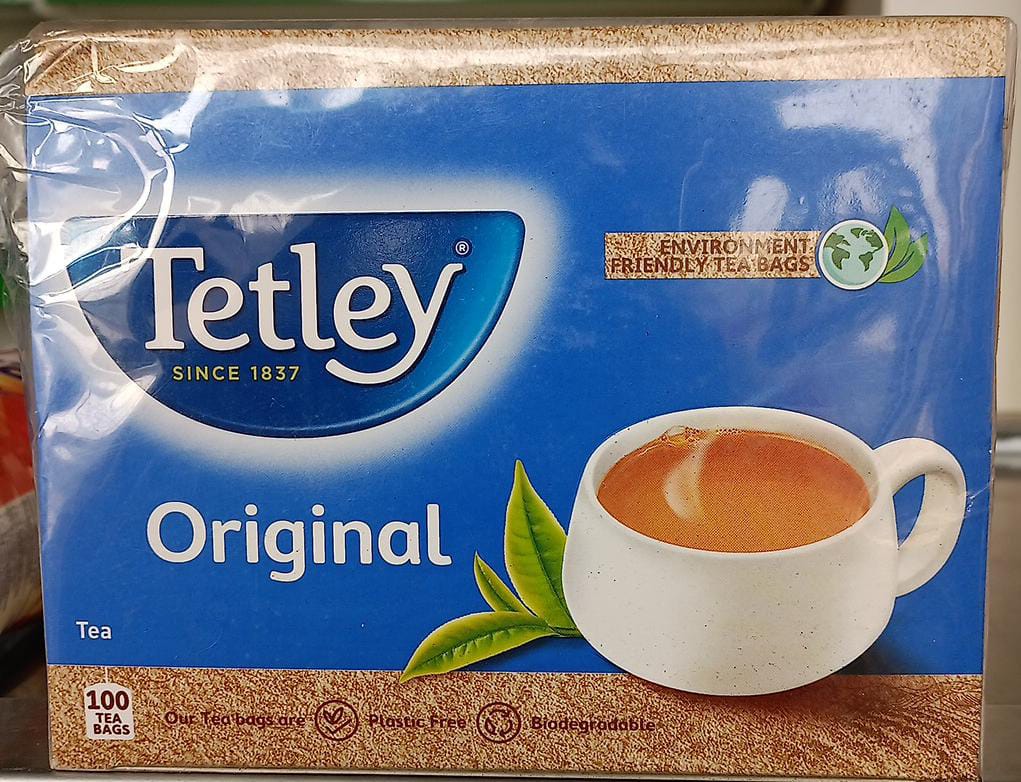 Tetley®
SINCE 1837
ENVIRONMENT
FRIENDLY TEA BAGS
Original
Tea
100
TEA
BAGS
Our Tea bags are Plastic Free Biodegradable